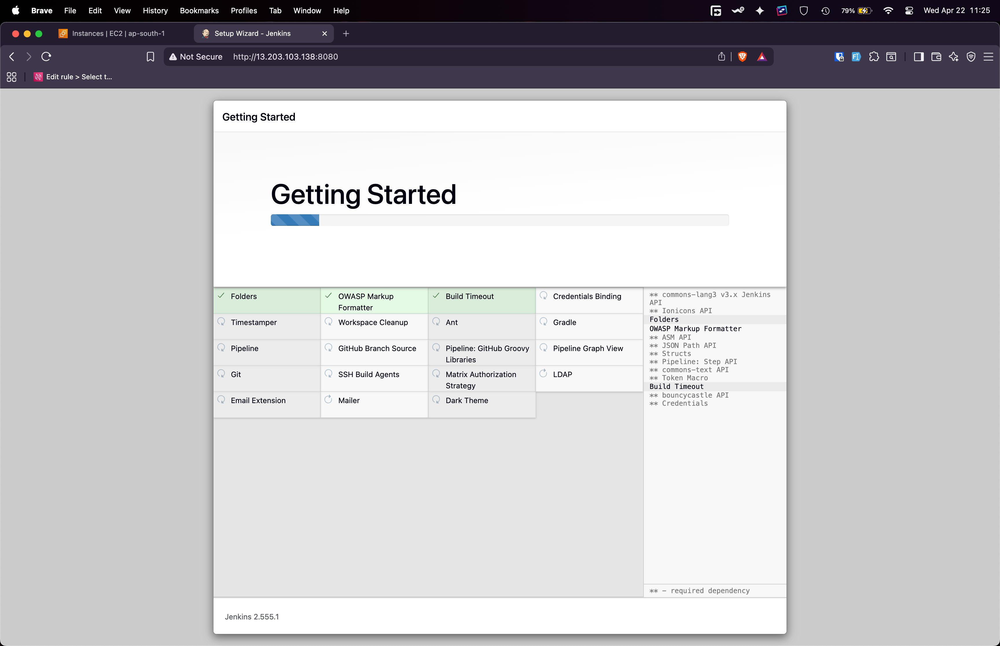 Brave File Edit View History Bookmarks Profiles Tab Window Help 79% Wed Apr 22 11:25
Instances | EC2 | ap-south-1 Setup Wizard - Jenkins
Not Secure http://13.203.103.138:8080
Edit rule > Select t...
Getting Started
Getting Started
Folders
OWASP Markup
Formatter
Build Timeout
Credentials Binding
Timestamper
Workspace Cleanup
Ant
Gradle
Pipeline
GitHub Branch Source
Pipeline: GitHub Groovy
Libraries
Pipeline Graph View
Git
SSH Build Agents
Matrix Authorization
Strategy
LDAP
Email Extension
Mailer
Dark Theme
** commons-lang3 v3.x Jenkins
API
** Ionicons API
Folders
OWASP Markup Formatter
** ASM API
** JSON Path API
** Structs
** Pipeline: Step API
** commons-text API
** Token Macro
Build Timeout
** bouncycastle API
** Credentials
** - required dependency
Jenkins 2.555.1